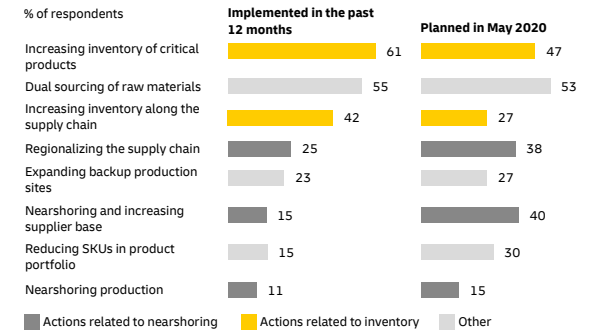 % of respondents
Implemented in the past
12 months
Planned in May 2020
Increasing inventory of critical
products
61
47
Dual sourcing of raw materials
55
53
Increasing inventory along the
supply chain
42
27
Regionalizing the supply chain
25
38
Expanding backup production
sites
23
27
Nearshoring and increasing
supplier base
15
40
Reducing SKUs in product
portfolio
15
30
Nearshoring production
11
15
Actions related to nearshoring
Actions related to inventory
Other